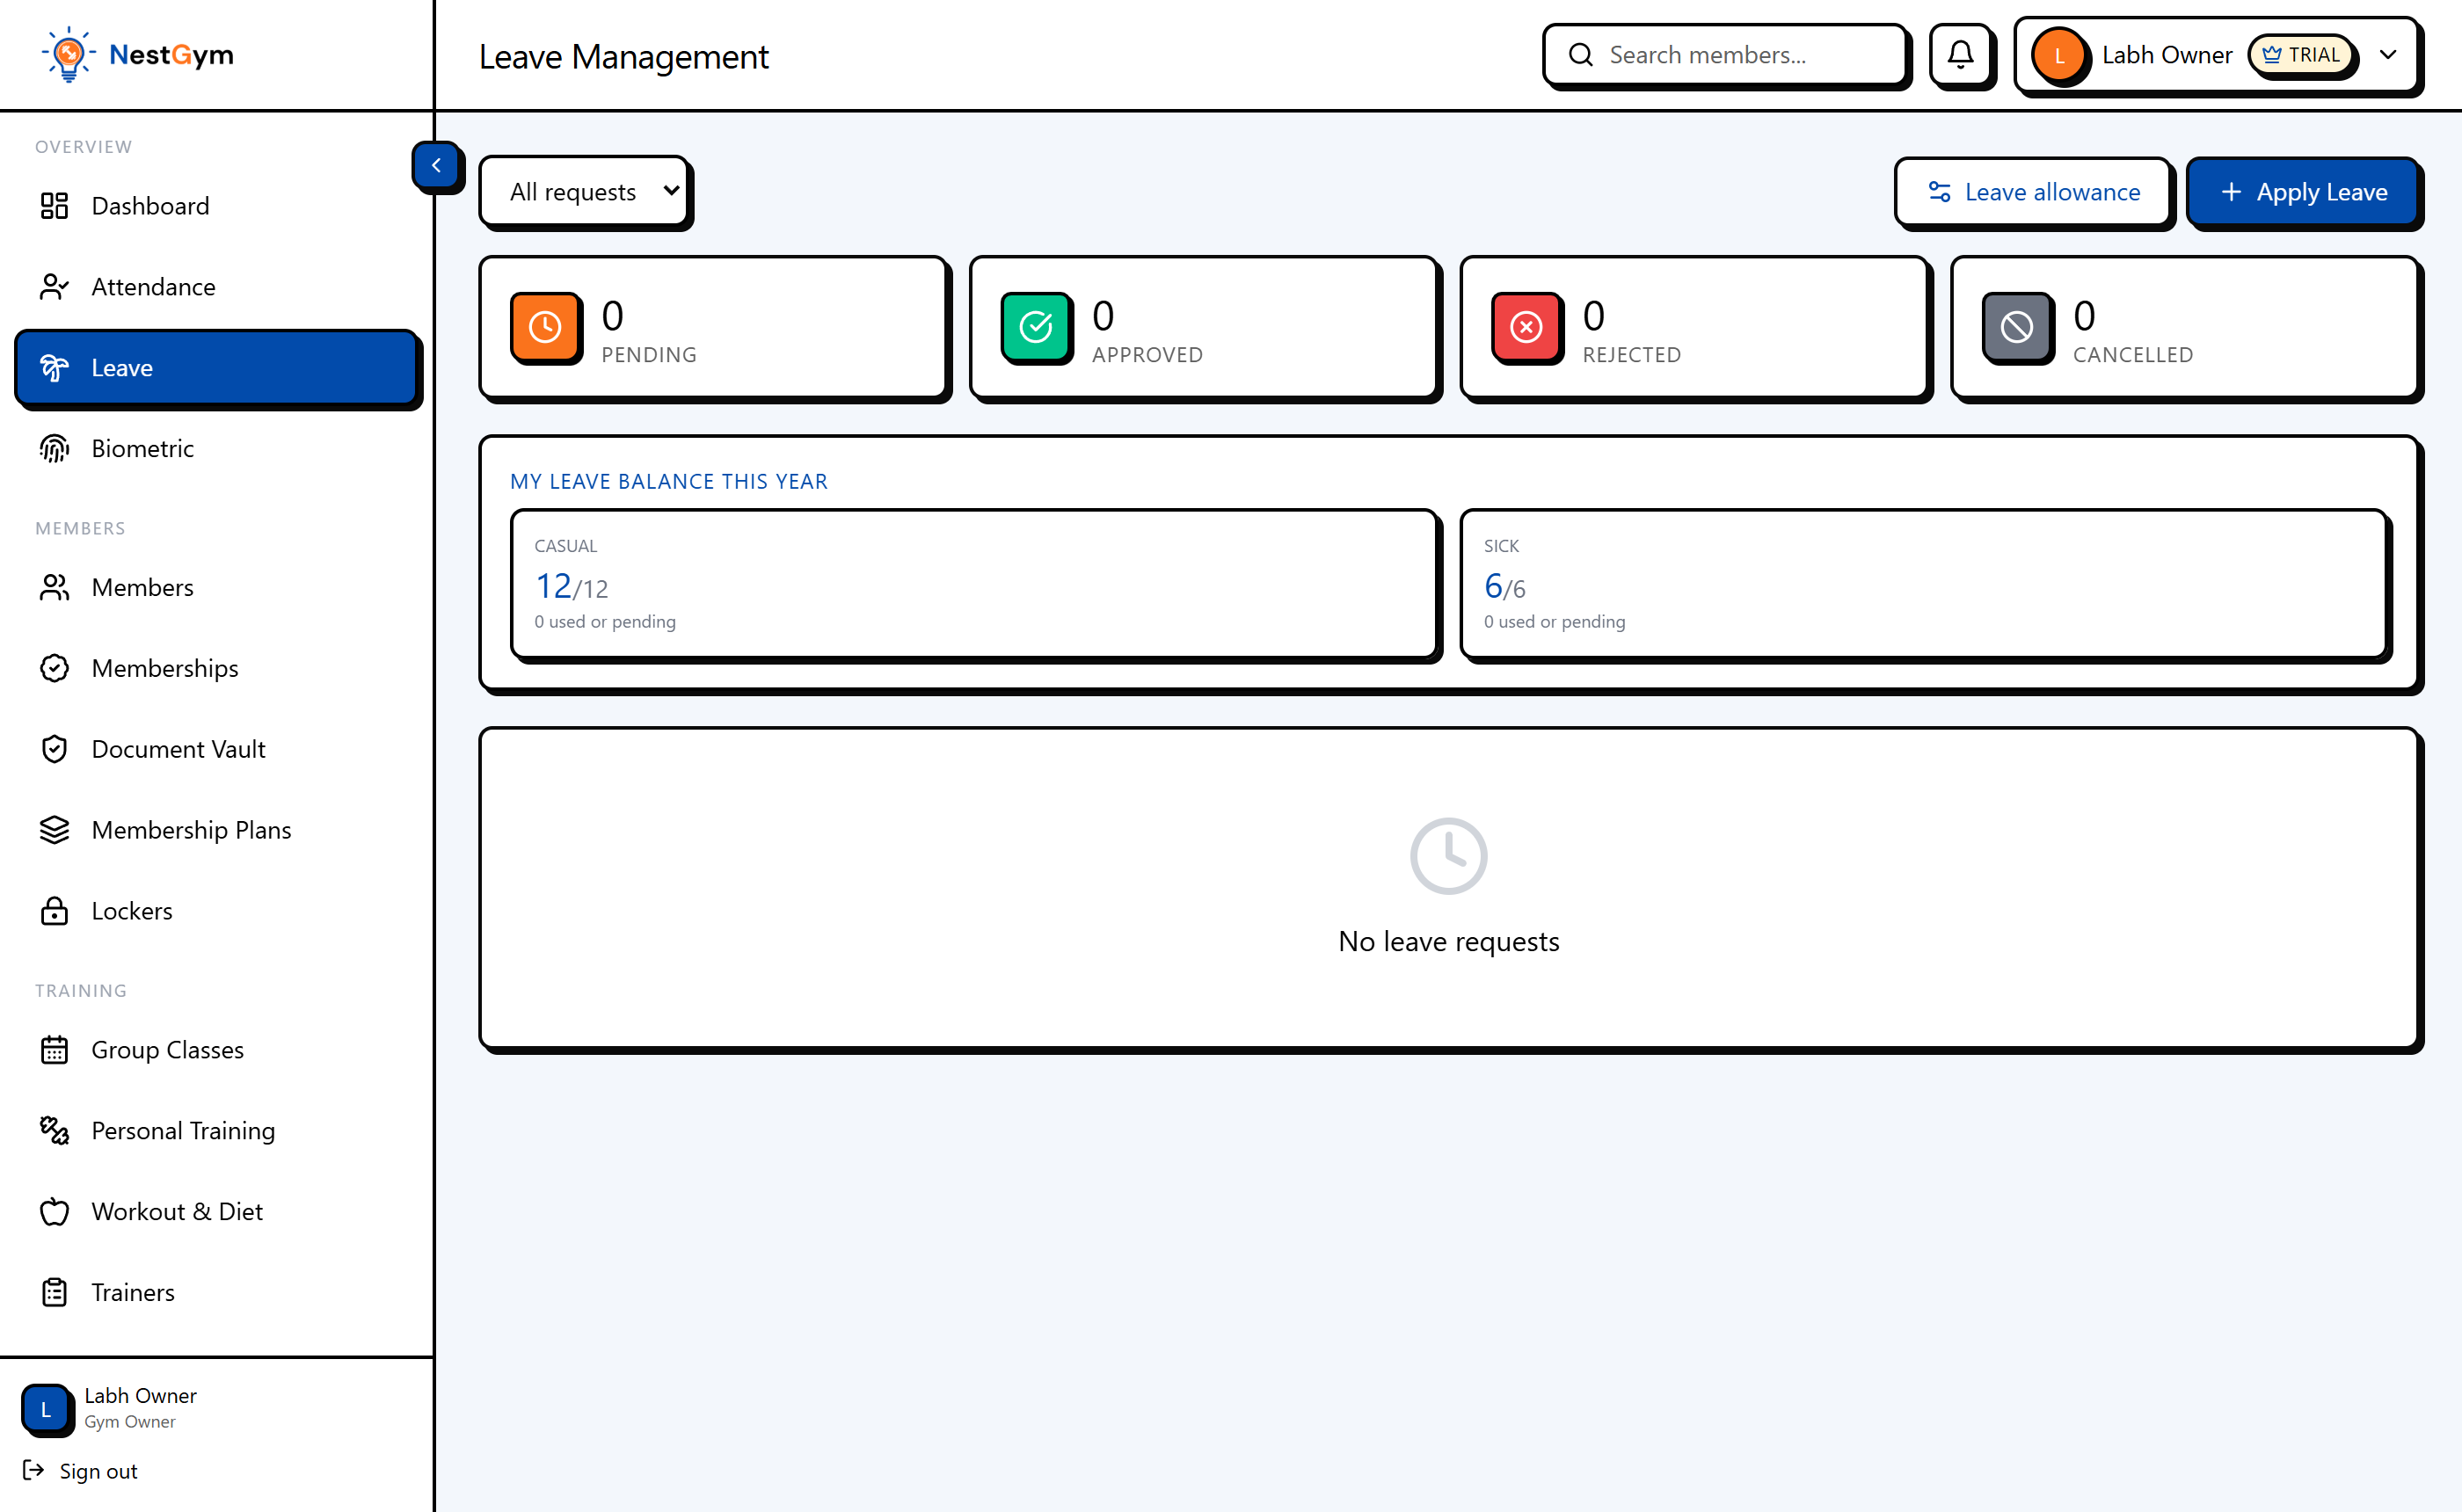 NestGym
Leave Management
Search members...
L
Labh Owner
TRIAL
OVERVIEW
Dashboard
Attendance
Leave
Biometric
MEMBERS
Members
Memberships
Document Vault
Membership Plans
Lockers
TRAINING
Group Classes
Personal Training
Workout & Diet
Trainers
L
Labh Owner
Gym Owner
Sign out
All requests
Leave allowance
Apply Leave
0
PENDING
0
APPROVED
0
REJECTED
0
CANCELLED
MY LEAVE BALANCE THIS YEAR
CASUAL
12/12
0 used or pending
SICK
6/6
0 used or pending
No leave requests